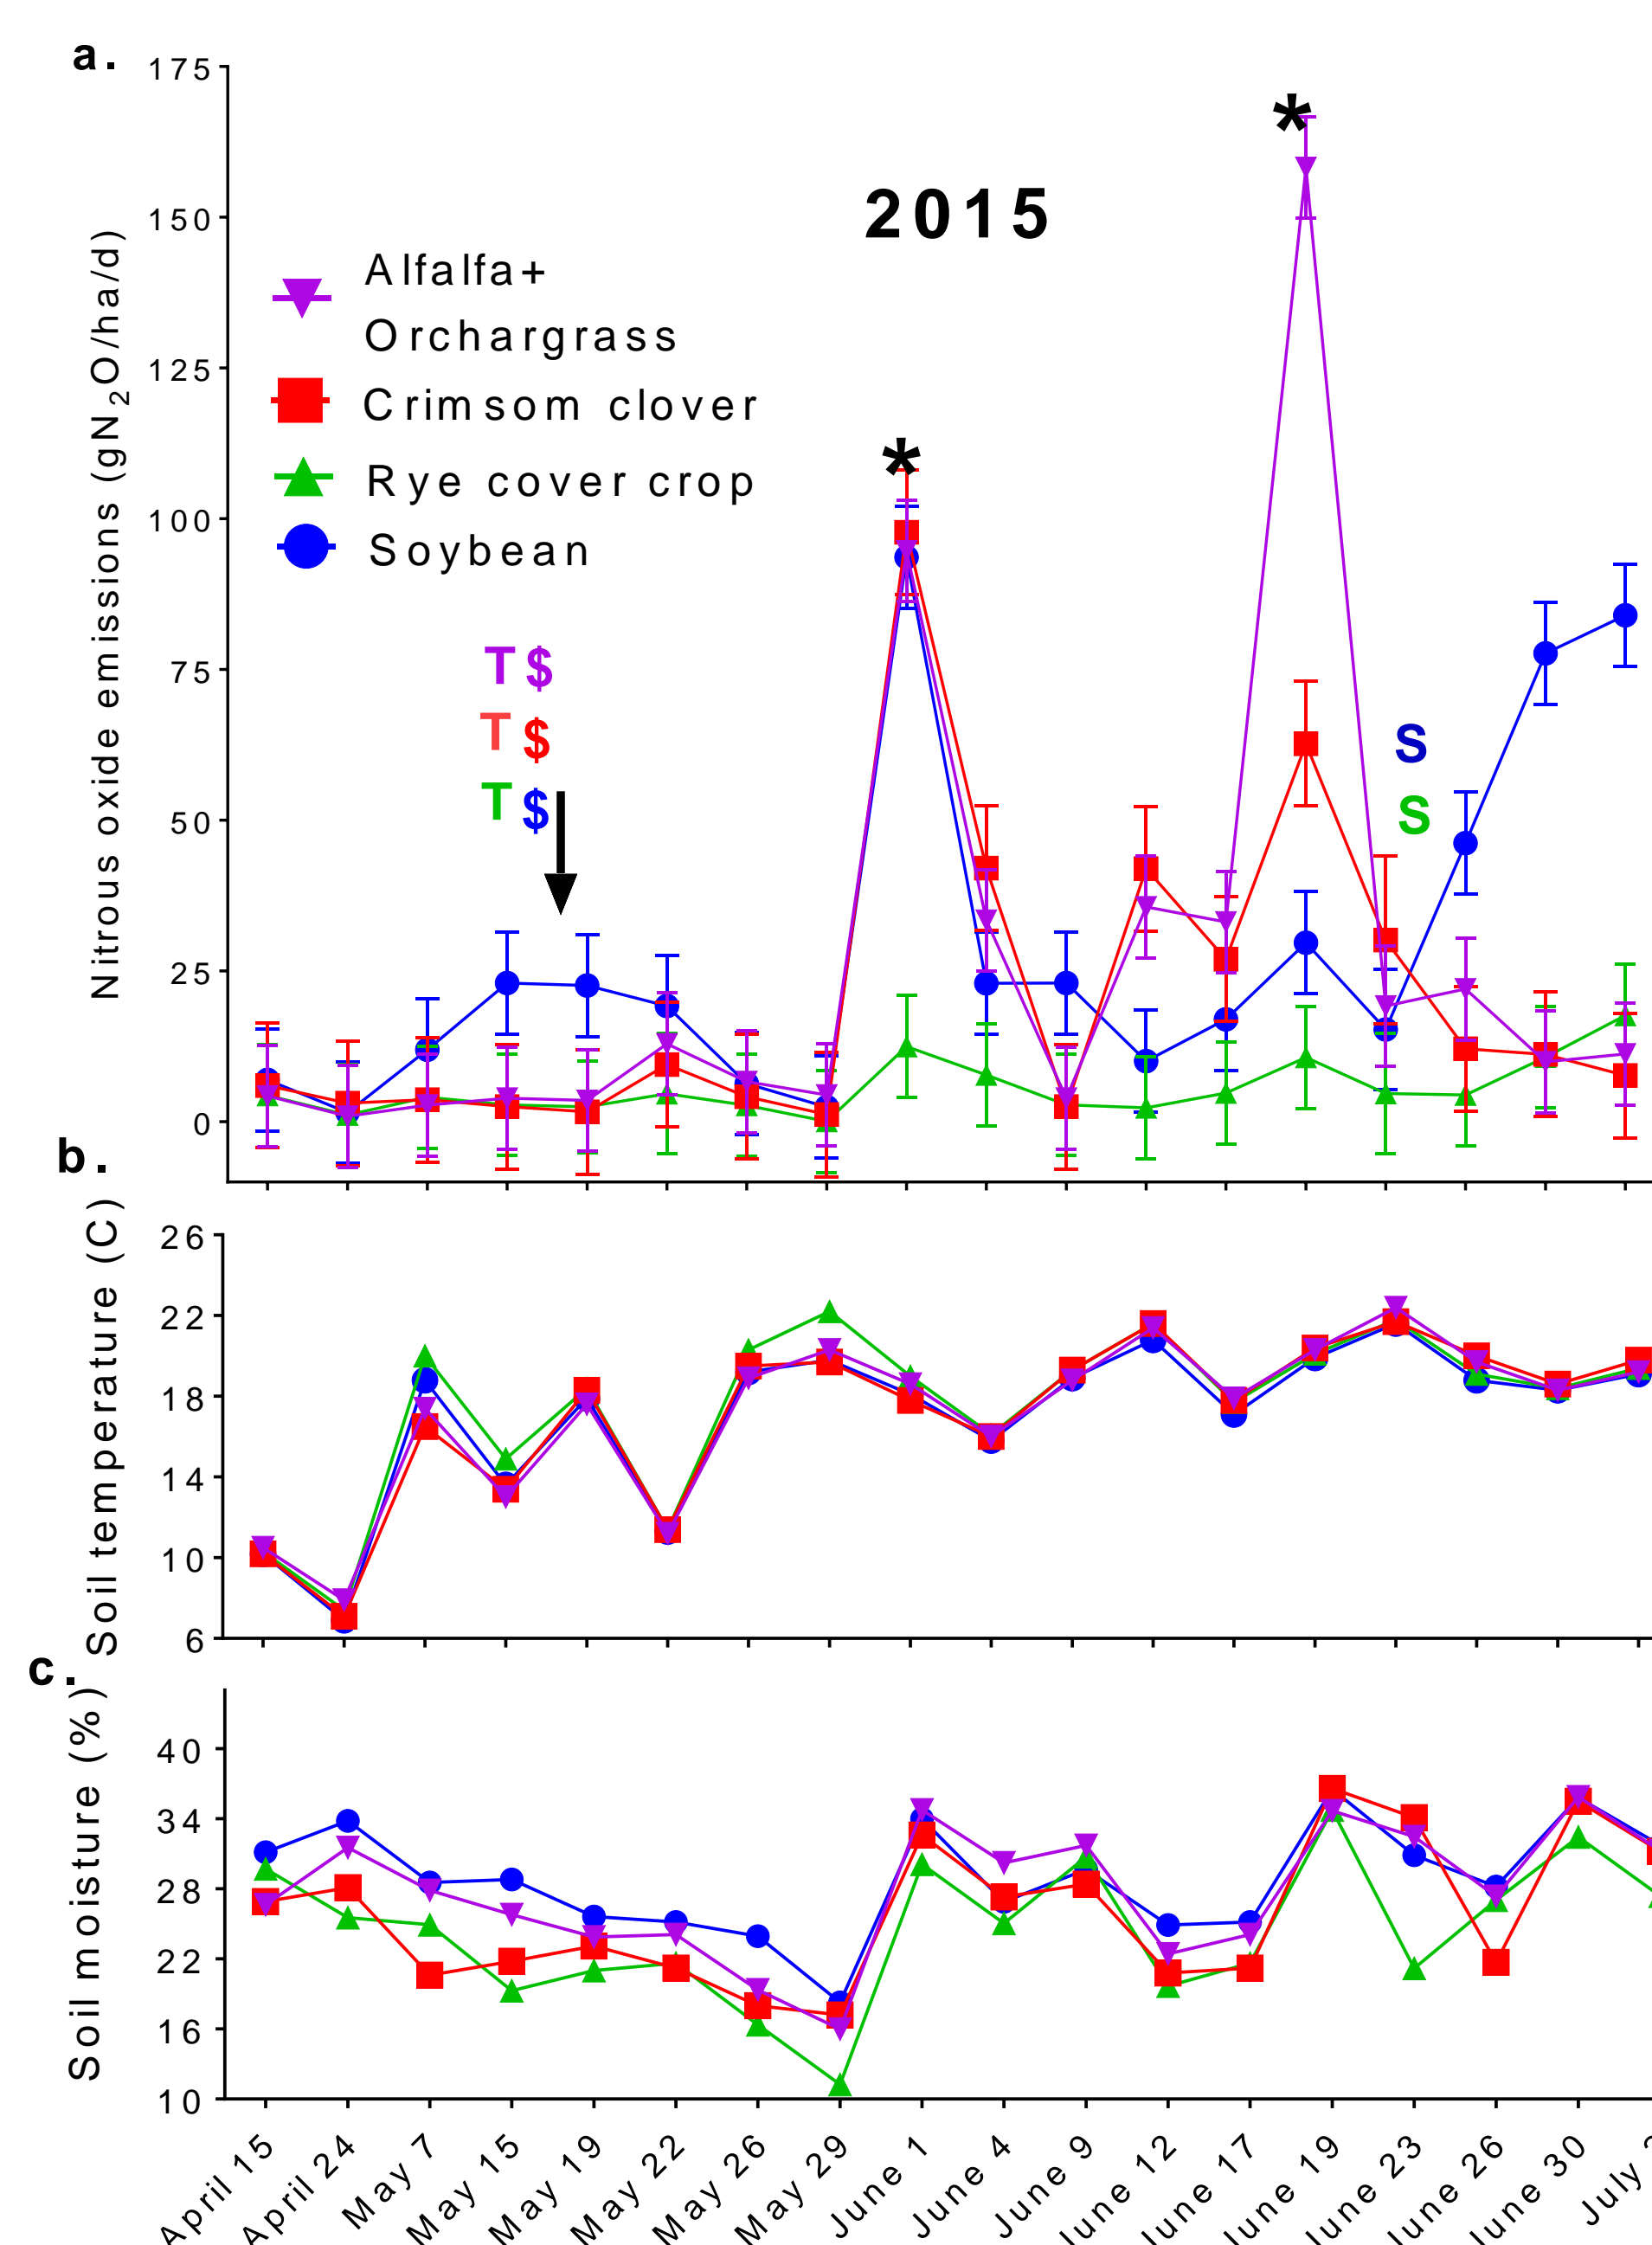 a.
175
150
125
100
75
50
25
0
Nitrous oxide emissions (gN2O/ha/d)
2015
*
*
Alfalfa+
Orchargrass
Crimsom clover
Rye cover crop
Soybean
T $
T $
T $
S
S
b.
26
22
18
14
10
6
Soil temperature (C)
c.
40
34
28
22
16
10
Soil moisture (%)
April 15
April 24
May 7
May 15
May 19
May 22
May 26
May 29
June 1
June 4
June 9
June 12
June 17
June 19
June 23
June 26
June 30
July